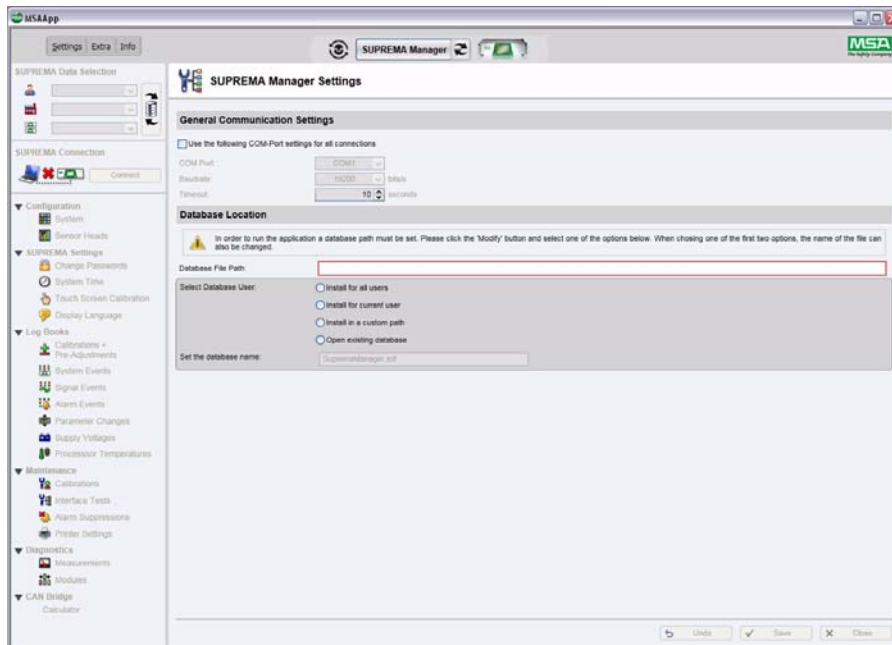 MSAApp
Settings Extra Info
SUPREMA Manager
MSA
The Safety Company
SUPREMA Data Selection
SUPREMA Connection
Connect
Configuration
System
Sensor Heads
SUPREMA Settings
Change Passwords
System Time
Touch Screen Calibration
Display Language
Log Books
Calibrations +
Pre-Adjustments
System Events
Signal Events
Alarm Events
Parameter Changes
Supply Voltages
Processor Temperatures
Maintenance
Calibrations
Interface Tests
Alarm Suppressions
Printer Settings
Diagnostics
Measurements
Modules
CAN Bridge
Calculator
SUPREMA Manager Settings
General Communication Settings
Use the following COM-Port settings for all connections
COM Port: COM1
Baudrate: 19200 bits/s
Timeout: 10 seconds
Database Location
In order to run the application a database path must be set. Please click the 'Modify' button and select one of the options below. When chosing one of the first two options, the name of the file can
also be changed.
Database File Path:
Select Database User:
Install for all users
Install for current user
Install in a custom path
Open existing database
Set the database name: SupremaManager.sdf
Undo Save Close